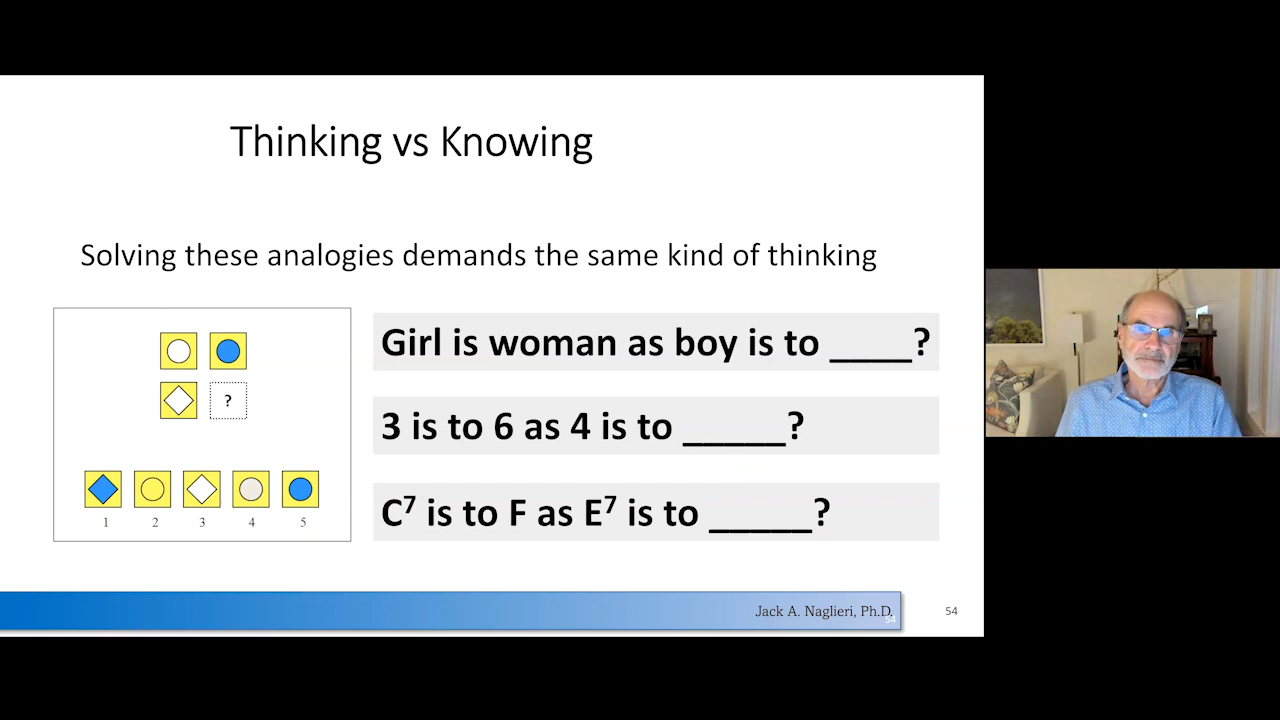 Thinking vs Knowing
Solving these analogies demands the same kind of thinking
?
1 2 3 4 5
Girl is woman as boy is to ____?
3 is to 6 as 4 is to _____?
C⁷ is to F as E⁷ is to _____?
Jack A. Naglieri, Ph.D.
54
54